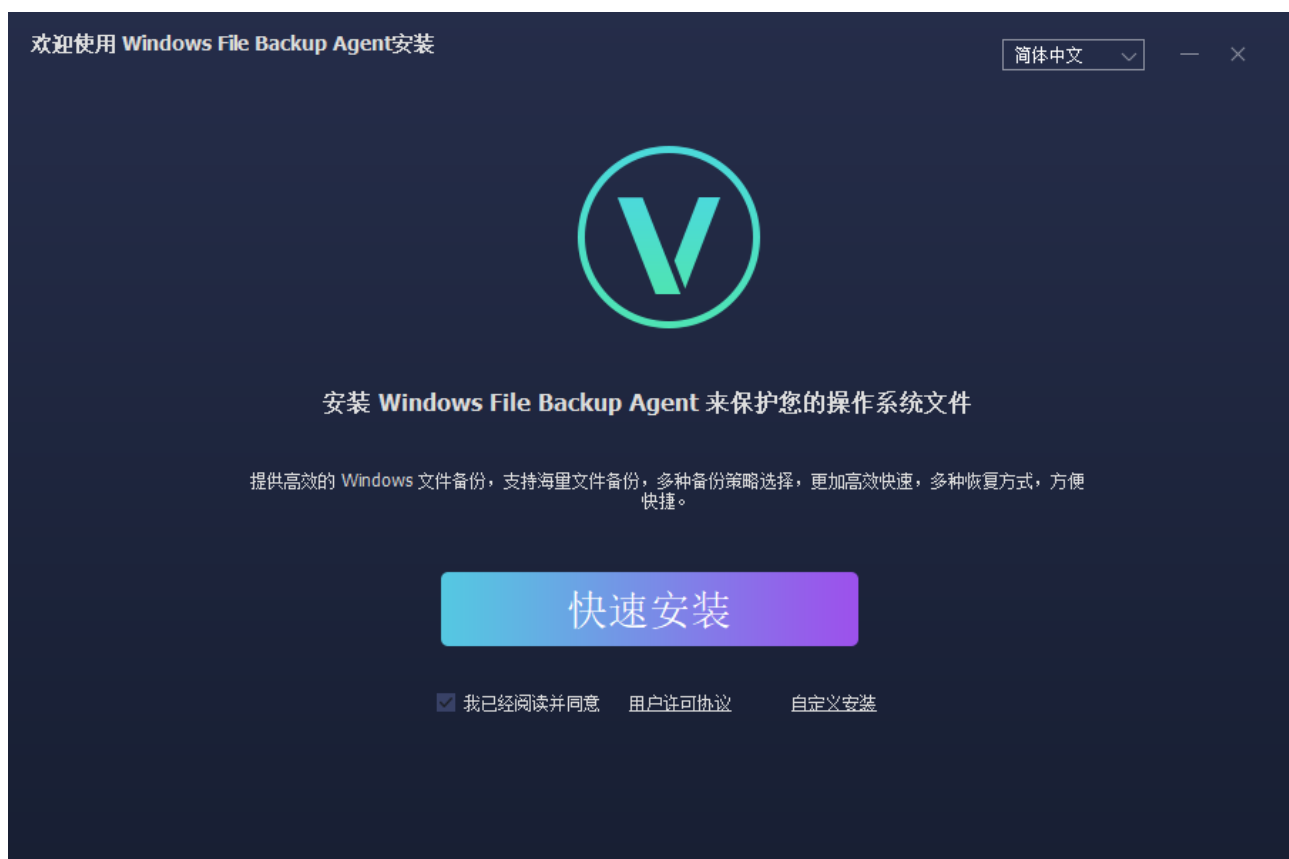 欢迎使用 Windows File Backup Agent安装
简体中文
安装 Windows File Backup Agent 来保护您的操作系统文件
提供高效的 Windows 文件备份，支持海量文件备份，多种备份策略选择，更加高效快速，多种恢复方式，方便
快捷。
快速安装
我已经阅读并同意 用户许可协议 自定义安装